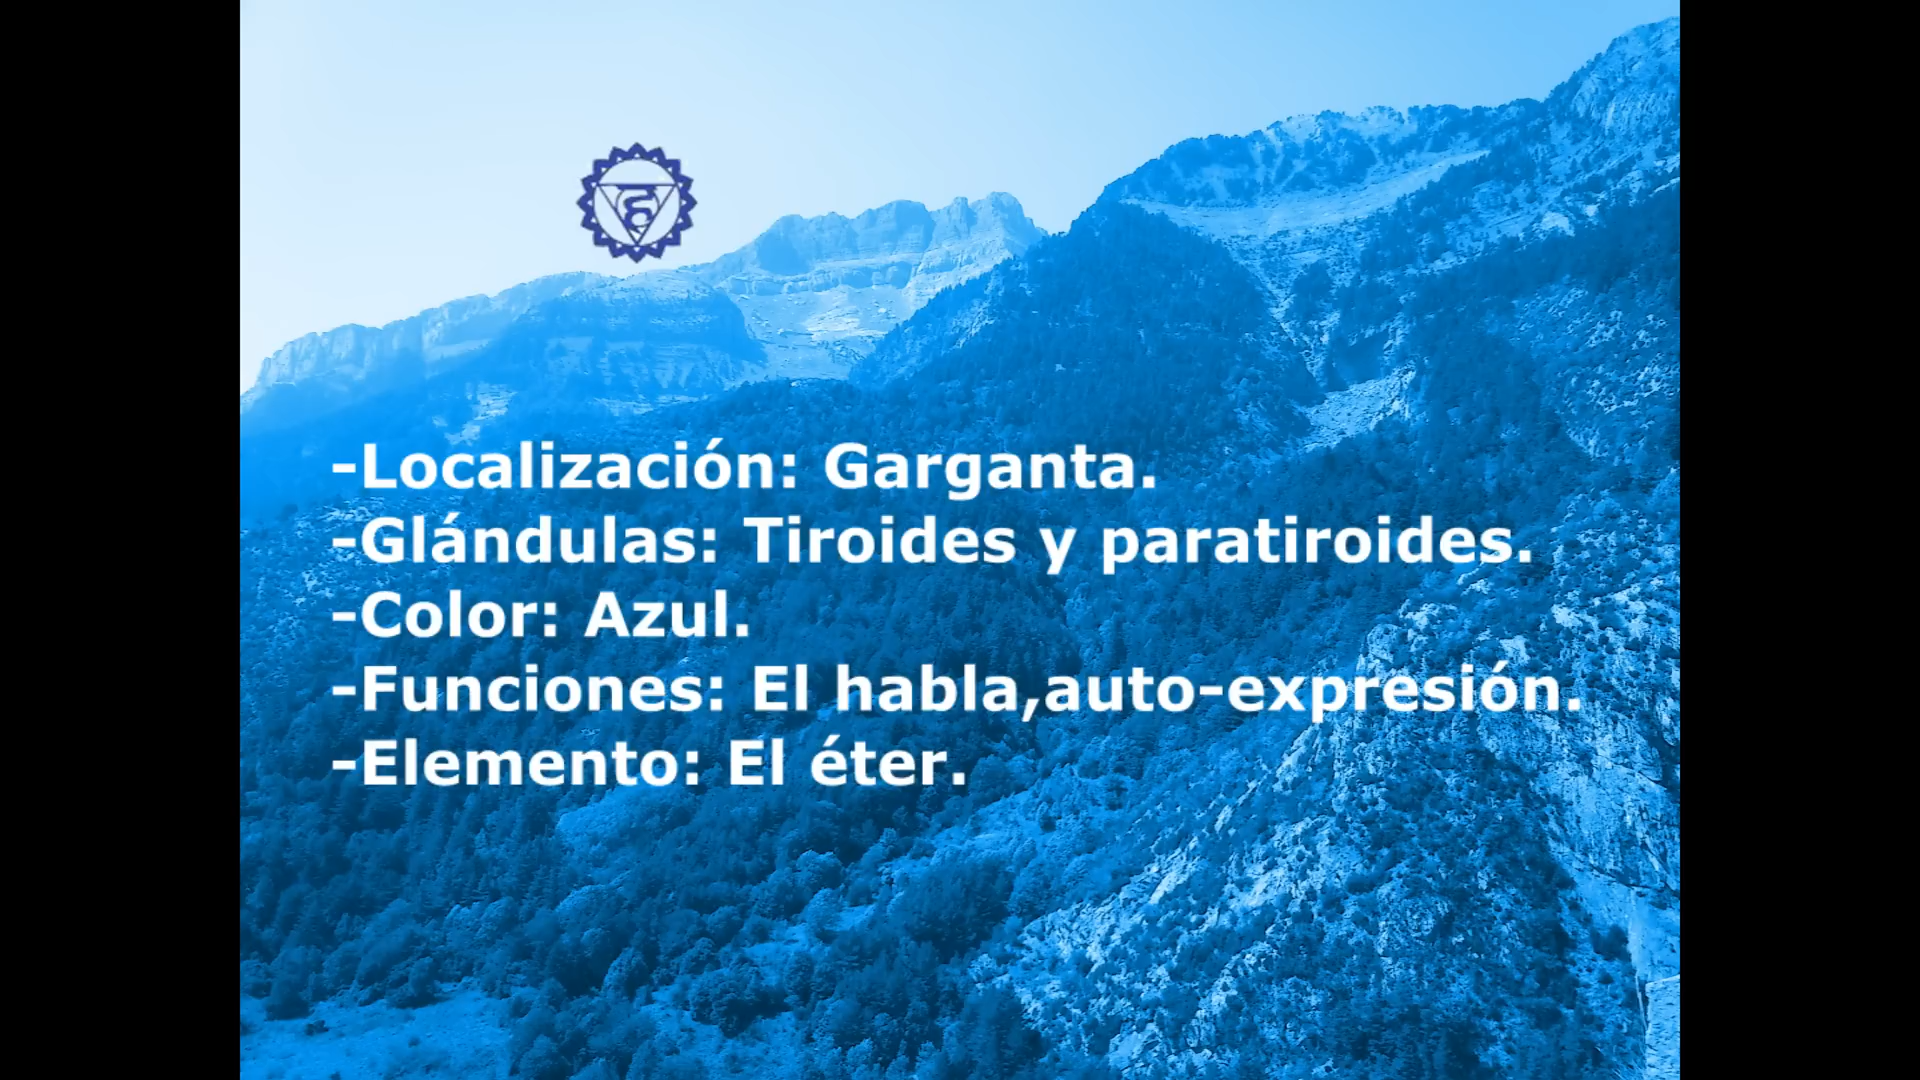 -Localización: Garganta.
-Glándulas: Tiroides y paratiroides.
-Color: Azul.
-Funciones: El habla,auto-expresión.
-Elemento: El éter.